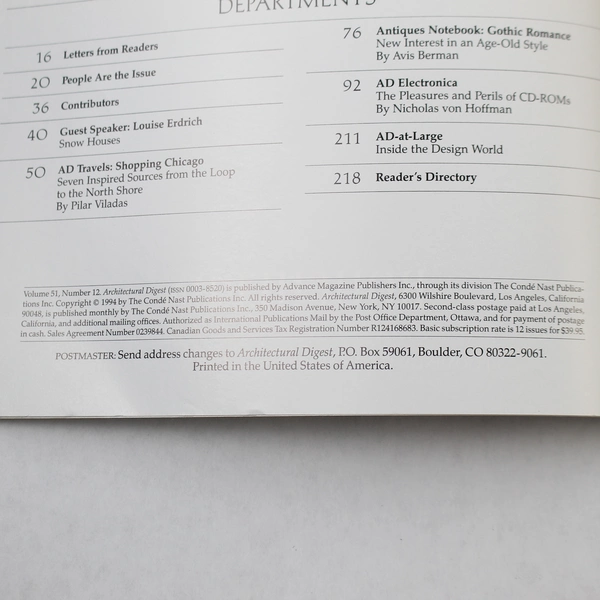 DEPARTMENTS
16 Letters from Readers
20 People Are the Issue
36 Contributors
40 Guest Speaker: Louise Erdrich
Snow Houses
50 AD Travels: Shopping Chicago
Seven Inspired Sources from the Loop
to the North Shore
By Pilar Viladas
76 Antiques Notebook: Gothic Romance
New Interest in an Age-Old Style
By Avis Berman
92 AD Electronica
The Pleasures and Perils of CD-ROMs
By Nicholas von Hoffman
211 AD-at-Large
Inside the Design World
218 Reader's Directory
Volume 51, Number 12. Architectural Digest (ISSN 0003-8520) is published by Advance Magazine Publishers Inc., through its division The Condé Nast Publica-
tions Inc. Copyright © 1994 by The Condé Nast Publications Inc. All rights reserved. Architectural Digest, 6300 Wilshire Boulevard, Los Angeles, California
90048, is published monthly by The Condé Nast Publications Inc., 350 Madison Avenue, New York, NY 10017. Second-class postage paid at Los Angeles,
California, and additional mailing offices. Authorized as International Publications Mail by the Post Office Department, Ottawa, and for payment of postage
in cash. Sales Agreement Number 0239844. Canadian Goods and Services Tax Registration Number R124168683. Basic subscription rate is 12 issues for $39.95.
POSTMASTER: Send address changes to Architectural Digest, P.O. Box 59061, Boulder, CO 80322-9061.
Printed in the United States of America.